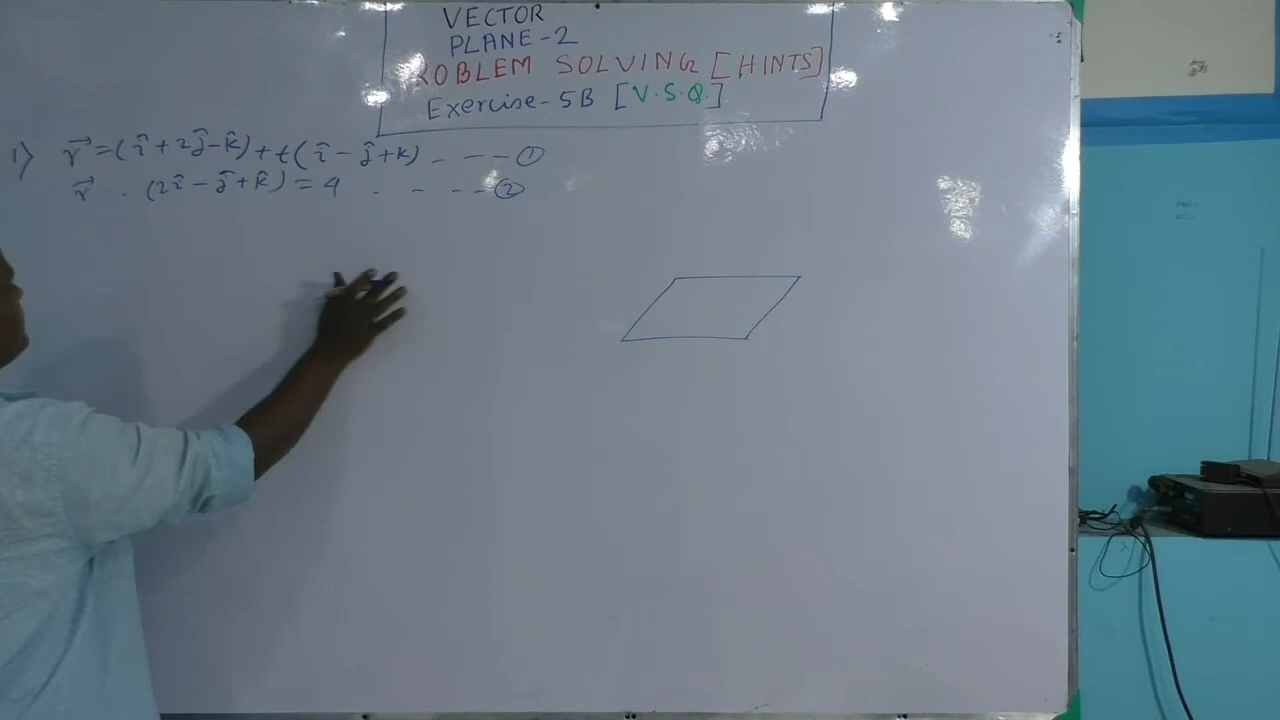 VECTOR
PLANE-2
PROBLEM SOLVING [HINTS]
Exercise-5B [V.S.Q.]
1) r⃗=(î+2ĵ-k̂)+t(î-ĵ+k) - - - - ①
r⃗ . (2î-ĵ+k̂)=4 . - - - - ②